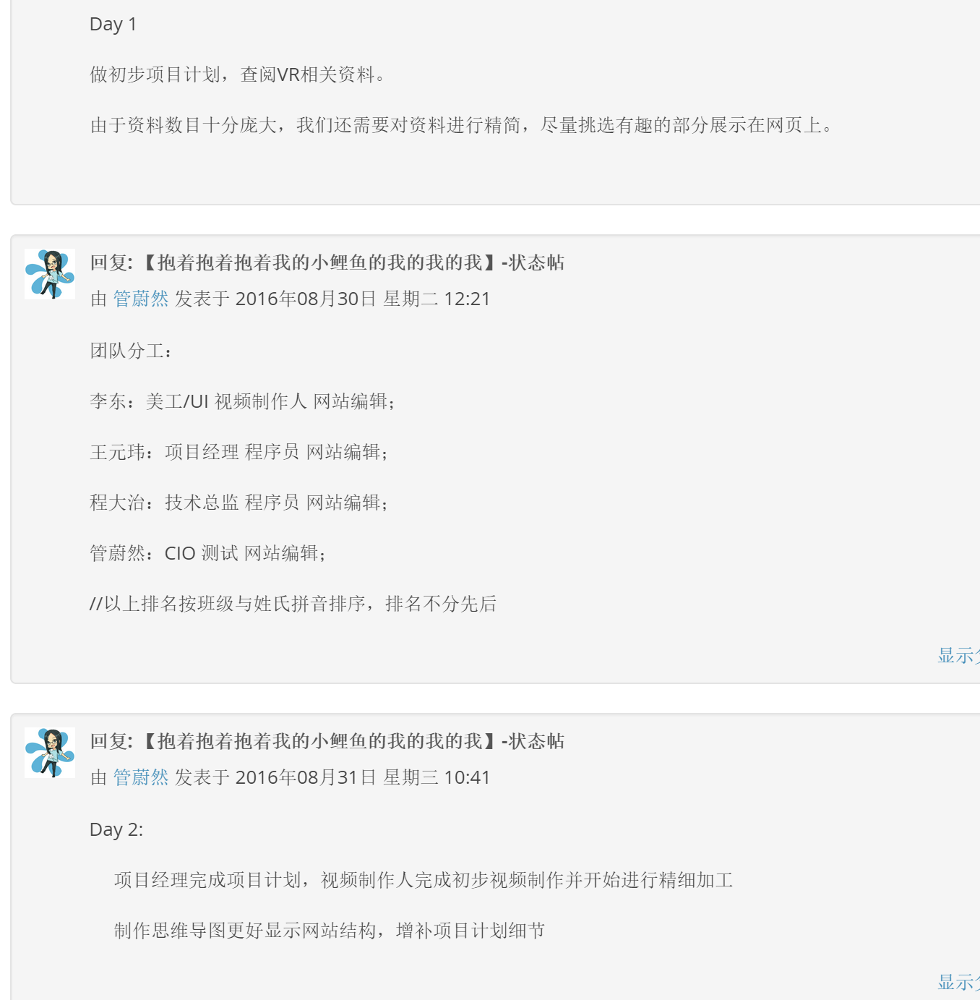 Day 1
做初步项目计划，查阅VR相关资料。
由于资料数目十分庞大，我们还需要对资料进行精简，尽量挑选有趣的部分展示在网页上。
回复:【抱着抱着抱着我的小鲤鱼的我的我的我】-状态帖
由 管蔚然 发表于 2016年08月30日 星期二 12:21
团队分工：
李东：美工/UI 视频制作人 网站编辑；
王元玮：项目经理 程序员 网站编辑；
程大治：技术总监 程序员 网站编辑；
管蔚然：CIO 测试 网站编辑；
//以上排名按班级与姓氏拼音排序，排名不分先后
显示
回复:【抱着抱着抱着我的小鲤鱼的我的我的我】-状态帖
由 管蔚然 发表于 2016年08月31日 星期三 10:41
Day 2:
项目经理完成项目计划，视频制作人完成初步视频制作并开始进行精细加工
制作思维导图更好显示网站结构，增补项目计划细节
显示